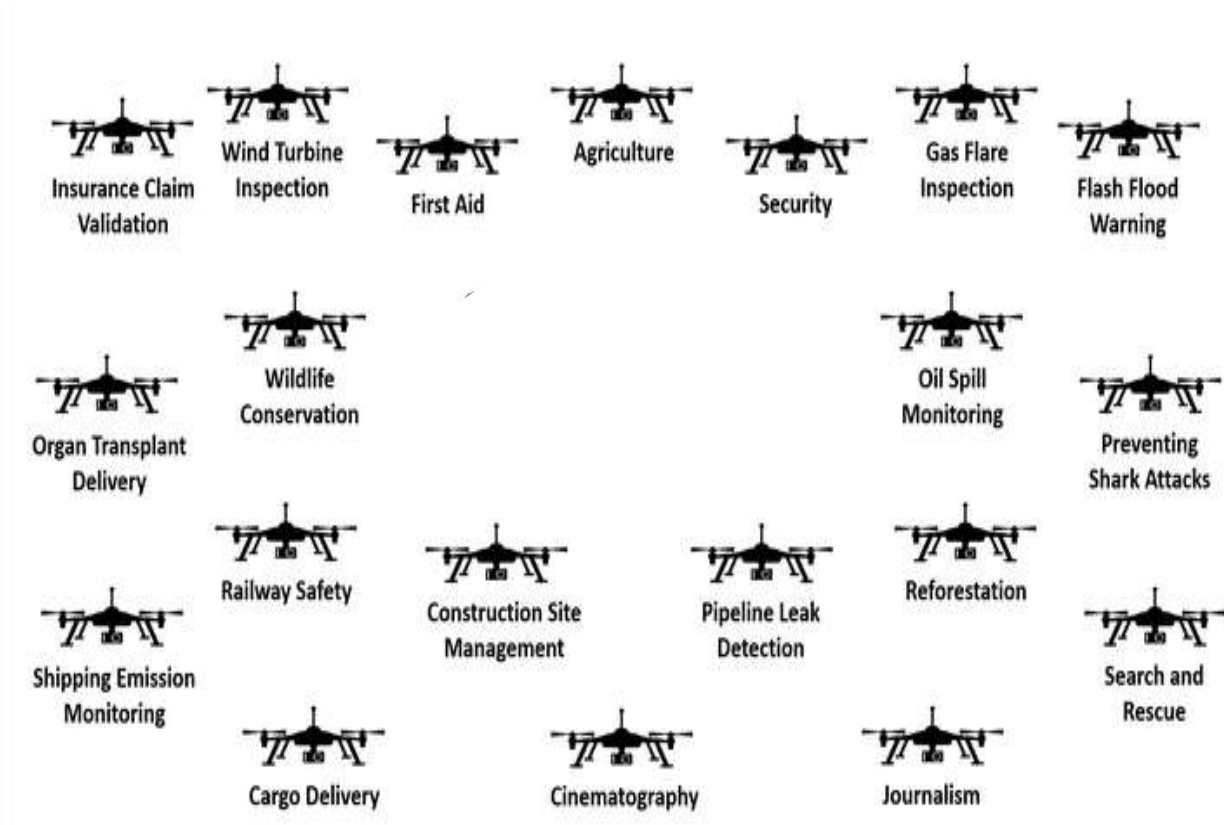 Insurance Claim
Validation
Wind Turbine
Inspection
First Aid
Agriculture
Security
Gas Flare
Inspection
Flash Flood
Warning
Organ Transplant
Delivery
Wildlife
Conservation
Oil Spill
Monitoring
Preventing
Shark Attacks
Shipping Emission
Monitoring
Railway Safety
Construction Site
Management
Pipeline Leak
Detection
Reforestation
Search and
Rescue
Cargo Delivery
Cinematography
Journalism